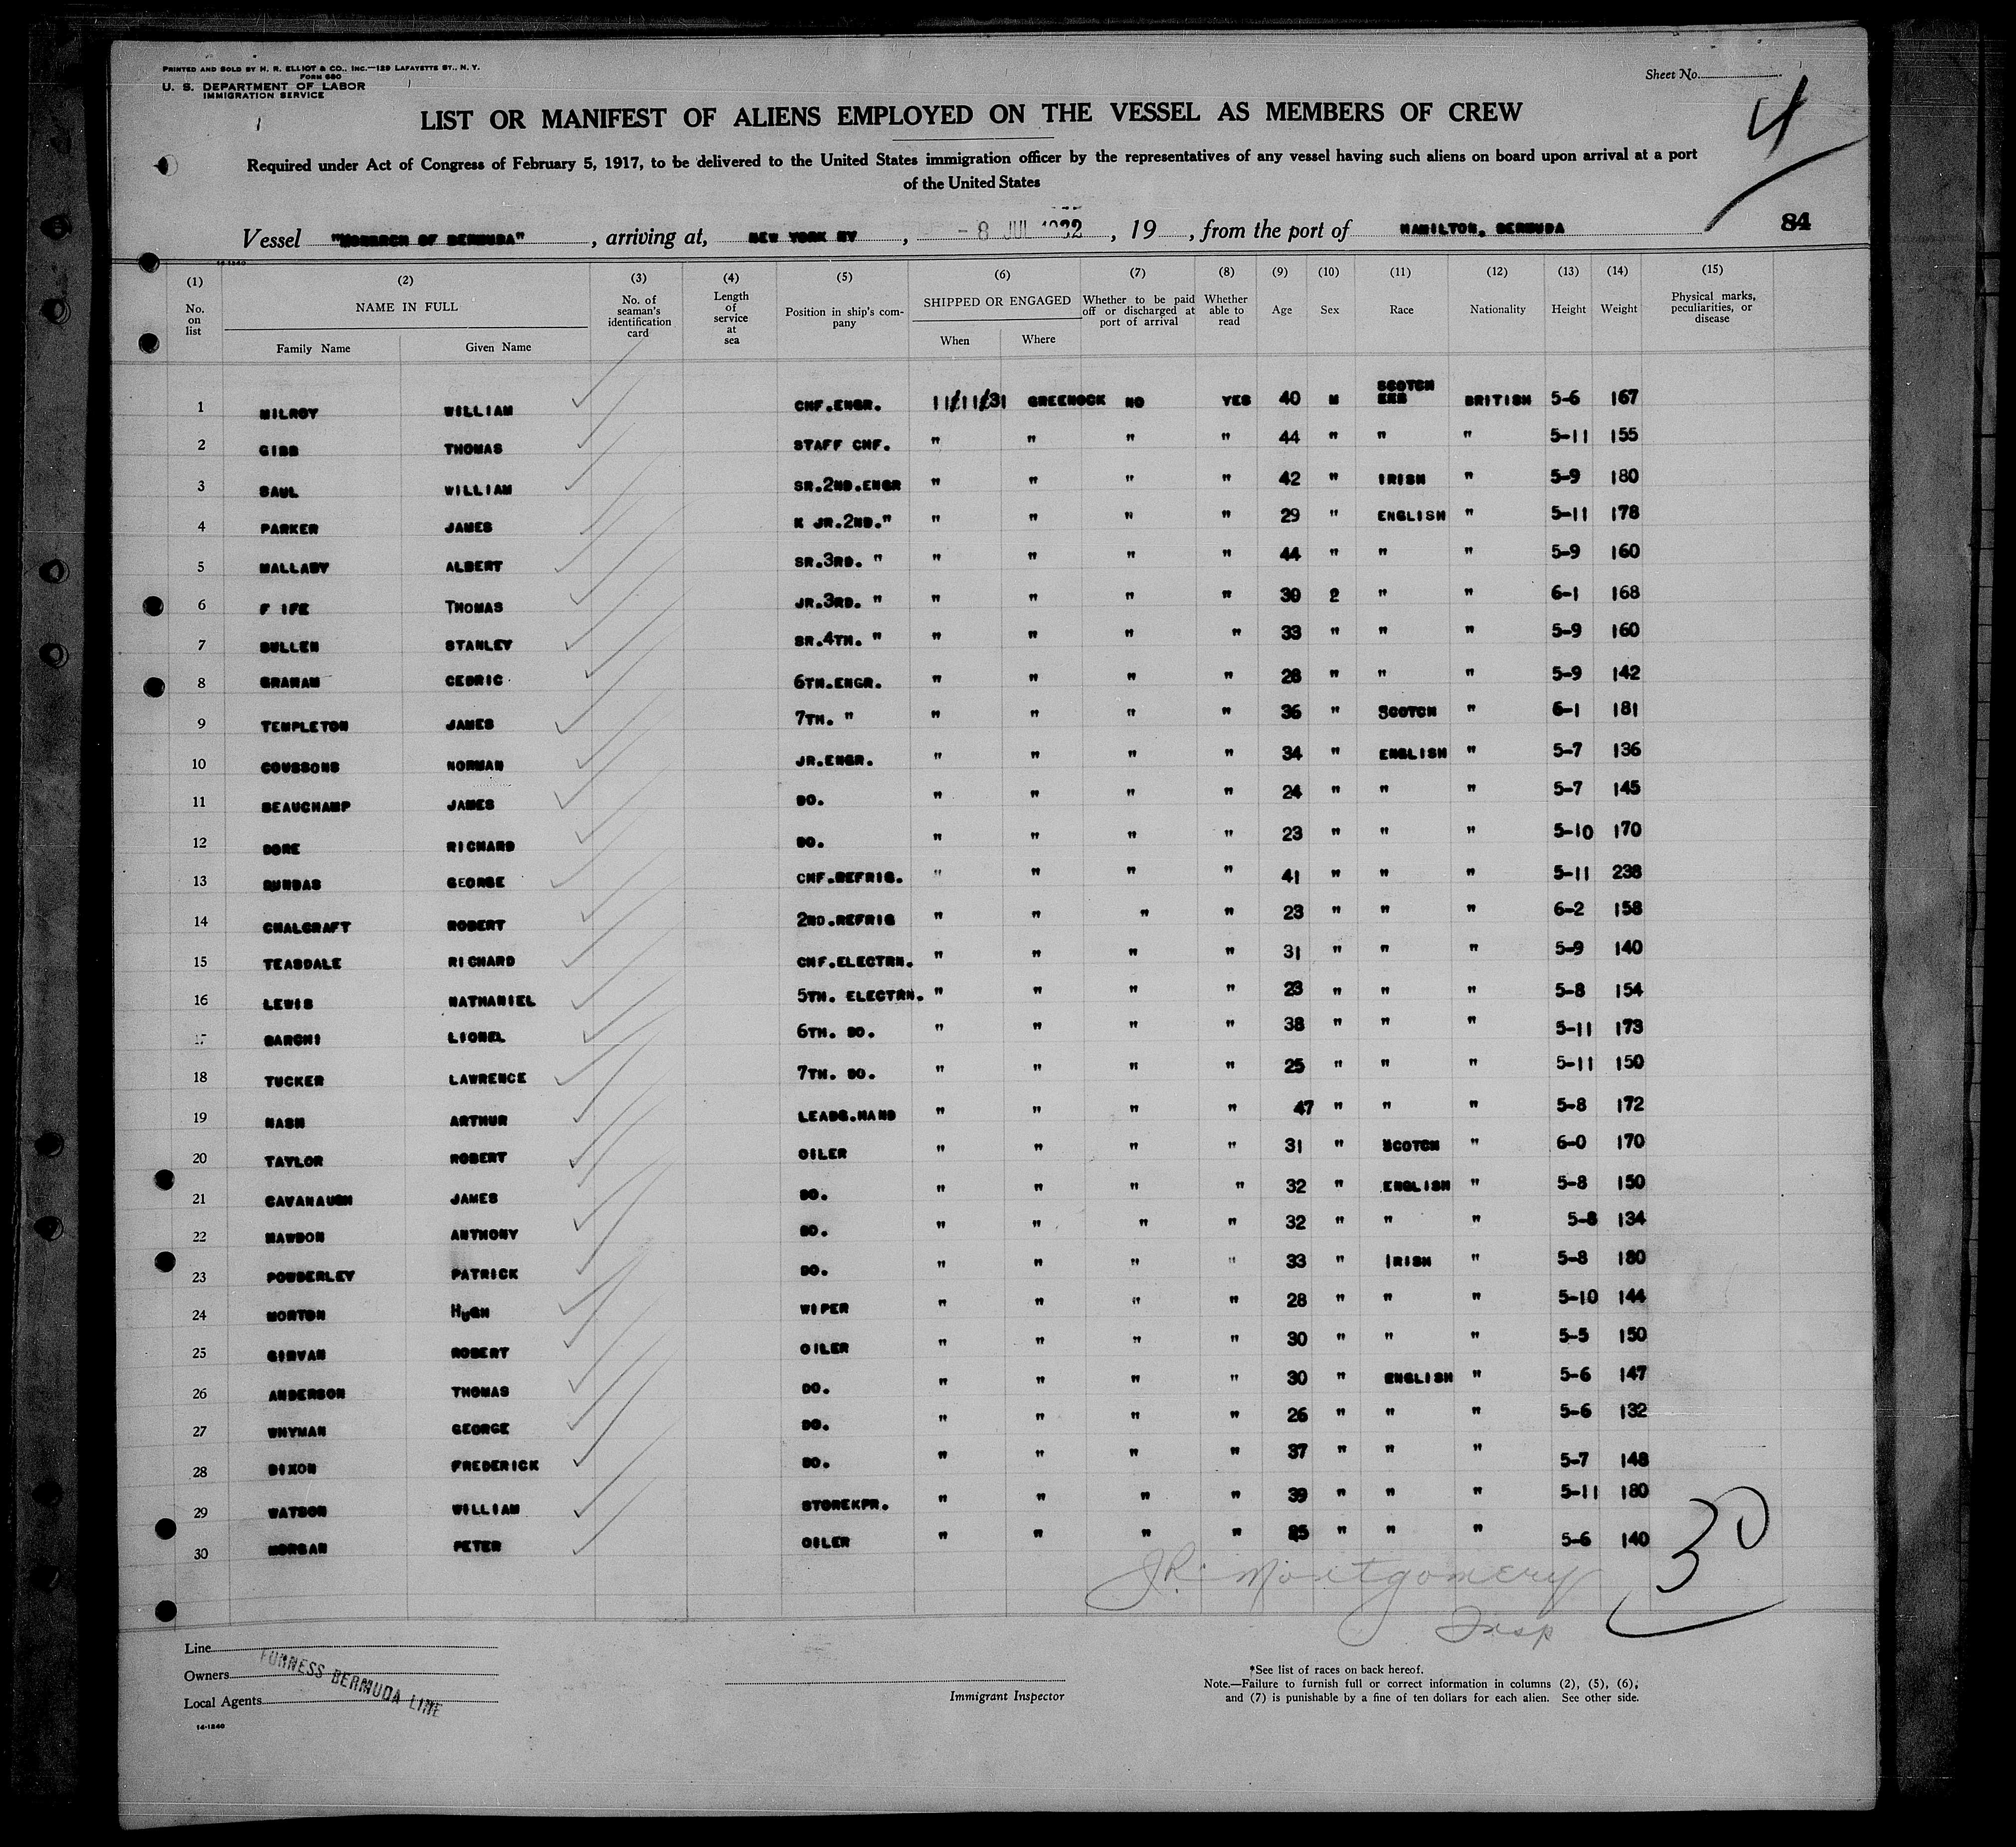 PRINTED AND SOLD BY H. R. ELLIOT & CO., INC.—129 LAFAYETTE ST., N. Y.
FORM 680
U. S. DEPARTMENT OF LABOR
IMMIGRATION SERVICE
Sheet No.
4
LIST OR MANIFEST OF ALIENS EMPLOYED ON THE VESSEL AS MEMBERS OF CREW
Required under Act of Congress of February 5, 1917, to be delivered to the United States immigration officer by the representatives of any vessel having such aliens on board upon arrival at a port
of the United States
Vessel "MONARCH OF BERMUDA", arriving at, NEW YORK NY, - 8 JUL 1932, 19, from the port of HAMILTON, BERMUDA 84
14-1240
(1) (2) (3) (4) (5) (6) (7) (8) (9) (10) (11) (12) (13) (14) (15)
No. on list NAME IN FULL Family Name Given Name No. of seaman's identification card Length of service at sea Position in ship's company SHIPPED OR ENGAGED When Where Whether to be paid off or discharged at port of arrival Whether able to read Age Sex Race Nationality Height Weight Physical marks, peculiarities, or disease
1 MILROY WILLIAM CHF.ENGR. 11/11/31 GREENOCK NO YES 40 M SCOTCH BRITISH 5-6 167
2 GIBB THOMAS STAFF CHF. " " " " 44 " " " 5-11 155
3 SAUL WILLIAM SR.2ND.ENGR " " " " 42 " IRISH " 5-9 180
4 PARKER JAMES K JR.2ND." " " " " 29 " ENGLISH " 5-11 178
5 MALLABY ALBERT SR.3RD. " " " " " 44 " " " 5-9 160
6 F IFE THOMAS JR.3RD. " " " " " 30 2 " " 6-1 168
7 BULLEN STANLEY SR.4TH. " " " " " 33 " " " 5-9 160
8 GRAHAM CEDRIC 6TH.ENGR. " " " " 28 " " " 5-9 142
9 TEMPLETON JAMES 7TH. " " " " " 36 " SCOTCH " 6-1 181
10 COUSSONS NORMAN JR.ENGR. " " " " 34 " ENGLISH " 5-7 136
11 BEAUCHAMP JAMES DO. " " " " 24 " " " 5-7 145
12 DORE RICHARD DO. " " " " 23 " " " 5-10 170
13 DUNDAS GEORGE CHF.REFRIG. " " " " 41 " " " 5-11 238
14 CHALCRAFT ROBERT 2ND.REFRIG " " " " 23 " " " 6-2 158
15 TEASDALE RICHARD CHF.ELECTRN. " " " " 31 " " " 5-9 140
16 LEWIS NATHANIEL 5TH. ELECTRN. " " " " 23 " " " 5-8 154
17 BARCHI LIONEL 6TH. DO. " " " " 38 " " " 5-11 173
18 TUCKER LAWRENCE 7TH. DO. " " " " 25 " " " 5-11 150
19 NASH ARTHUR LEADG.HAND " " " " 47 " " " 5-8 172
20 TAYLOR ROBERT OILER " " " " 31 " SCOTCH " 6-0 170
21 CAVANAUGH JAMES DO. " " " " 32 " ENGLISH " 5-8 150
22 HAWDON ANTHONY DO. " " " " 32 " " " 5-8 134
23 POWDERLEY PATRICK DO. " " " " 33 " IRISH " 5-8 180
24 HORTON HUGH WIPER " " " " 28 " " " 5-10 144
25 GIRVAN ROBERT OILER " " " " 30 " " " 5-5 150
26 ANDERSON THOMAS DO. " " " " 30 " ENGLISH " 5-6 147
27 WHYMAN GEORGE DO. " " " " 26 " " " 5-6 132
28 DIXON FREDERICK DO. " " " " 37 " " " 5-7 148
29 WATSON WILLIAM STOREKPR. " " " " 39 " " " 5-11 180
30 MORGAN PETER OILER " " " " " " " 5-6 140
30
J.R. Montgomery
Insp
Line
Owners
Local Agents
FURNESS BERMUDA LINE
14-1240
Immigrant Inspector
*See list of races on back hereof.
Note.—Failure to furnish full or correct information in columns (2), (5), (6),
and (7) is punishable by a fine of ten dollars for each alien. See other side.